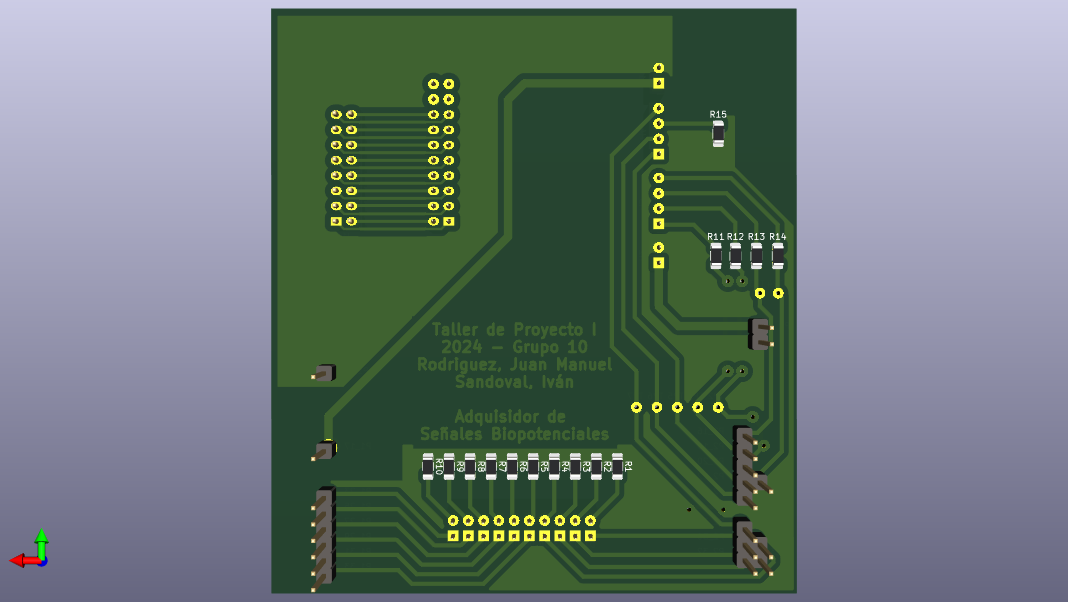 R15
R11 R12 R13 R14
Taller de Proyecto I
2024 - Grupo 10
Rodriguez, Juan Manuel
Sandoval, Iván
Adquisidor de
Señales Biopotenciales
R10 R9 R8 R7 R6 R5 R4 R3 R2 R1